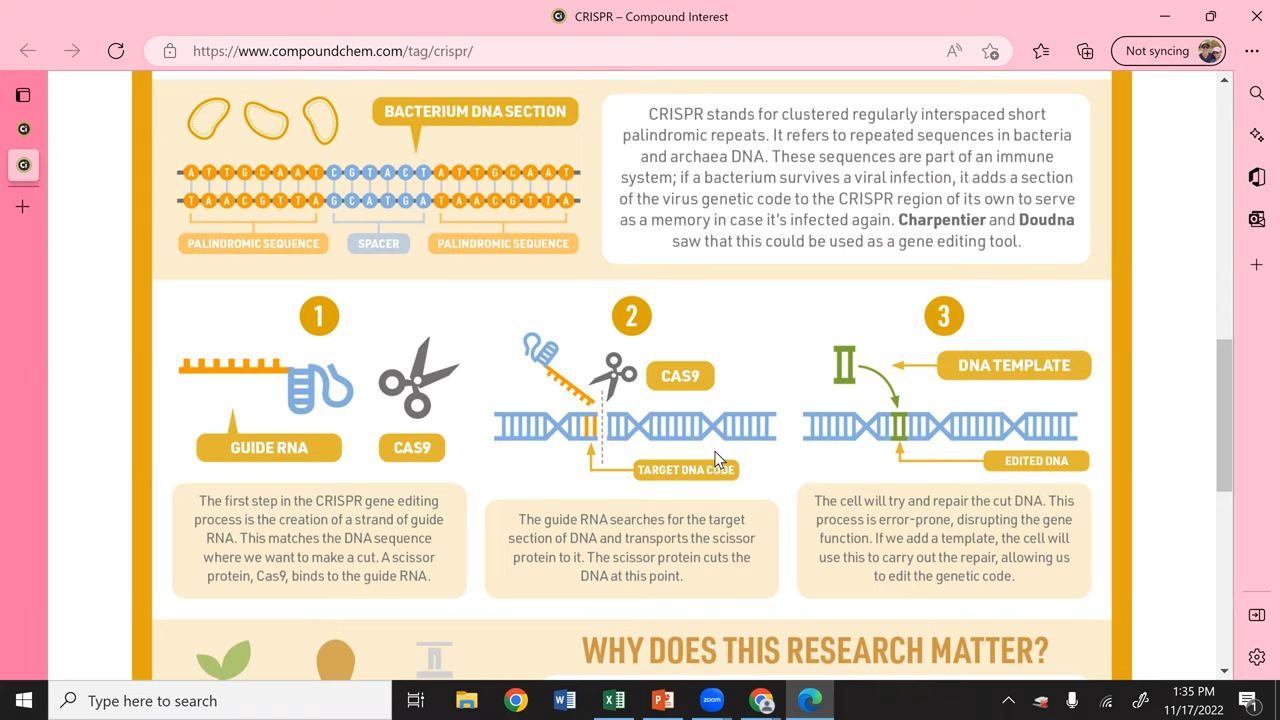 CRISPR – Compound Interest
https://www.compoundchem.com/tag/crispr/
Not syncing
BACTERIUM DNA SECTION
A T T G C A A T C G T A C T A T T G C A A T
T A A C G T T A G C A T G A T A A C G T T A
PALINDROMIC SEQUENCE
SPACER
PALINDROMIC SEQUENCE
CRISPR stands for clustered regularly interspaced short
palindromic repeats. It refers to repeated sequences in bacteria
and archaea DNA. These sequences are part of an immune
system; if a bacterium survives a viral infection, it adds a section
of the virus genetic code to the CRISPR region of its own to serve
as a memory in case it's infected again. Charpentier and Doudna
saw that this could be used as a gene editing tool.
1
GUIDE RNA
CAS9
The first step in the CRISPR gene editing
process is the creation of a strand of guide
RNA. This matches the DNA sequence
where we want to make a cut. A scissor
protein, Cas9, binds to the guide RNA.
2
CAS9
TARGET DNA CODE
The guide RNA searches for the target
section of DNA and transports the scissor
protein to it. The scissor protein cuts the
DNA at this point.
3
DNA TEMPLATE
EDITED DNA
The cell will try and repair the cut DNA. This
process is error-prone, disrupting the gene
function. If we add a template, the cell will
use this to carry out the repair, allowing us
to edit the genetic code.
WHY DOES THIS RESEARCH MATTER?
Type here to search
1:35 PM
11/17/2022